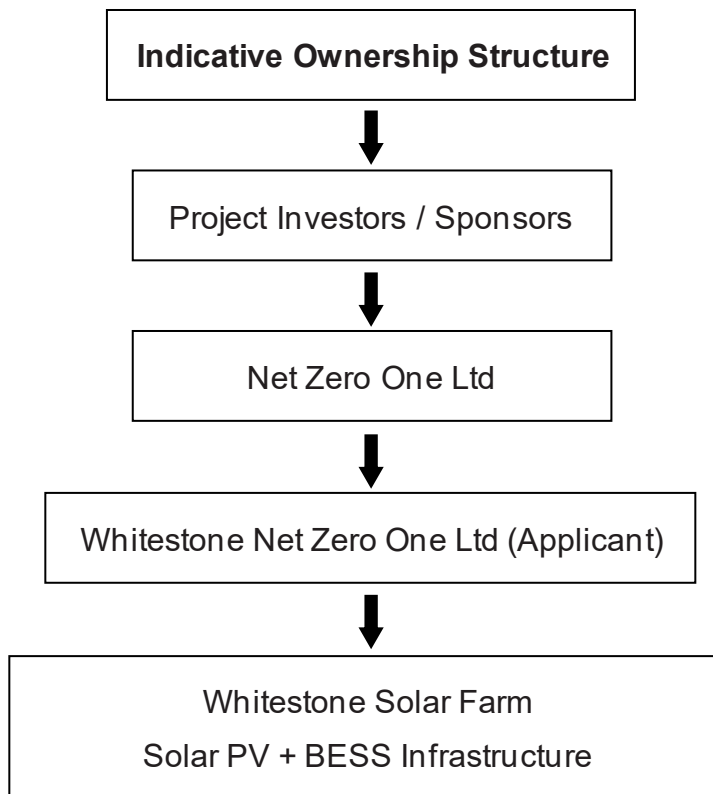 Indicative Ownership Structure
Project Investors / Sponsors
Net Zero One Ltd
Whitestone Net Zero One Ltd (Applicant)
Whitestone Solar Farm
Solar PV + BESS Infrastructure